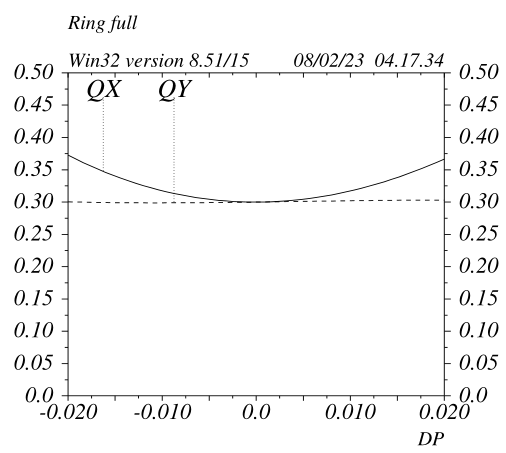 Ring full
Win32 version 8.51/15 08/02/23 04.17.34
0.50 0.50
QX QY
0.45 0.45
0.40 0.40
0.35 0.35
0.30 0.30
0.25 0.25
0.20 0.20
0.15 0.15
0.10 0.10
0.05 0.05
0.0 0.0
-0.020 -0.010 0.0 0.010 0.020
DP